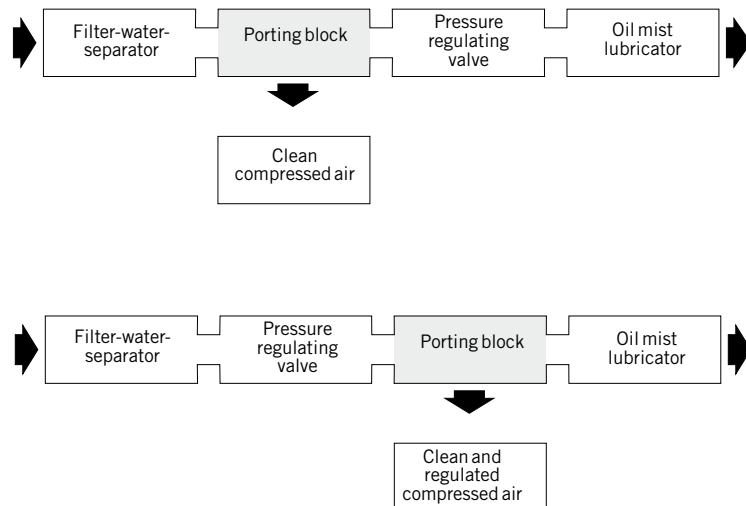 Filter-water-
separator
Porting block
Pressure
regulating
valve
Oil mist
lubricator
Clean
compressed air
Filter-water-
separator
Pressure
regulating
valve
Porting block
Oil mist
lubricator
Clean and
regulated
compressed air